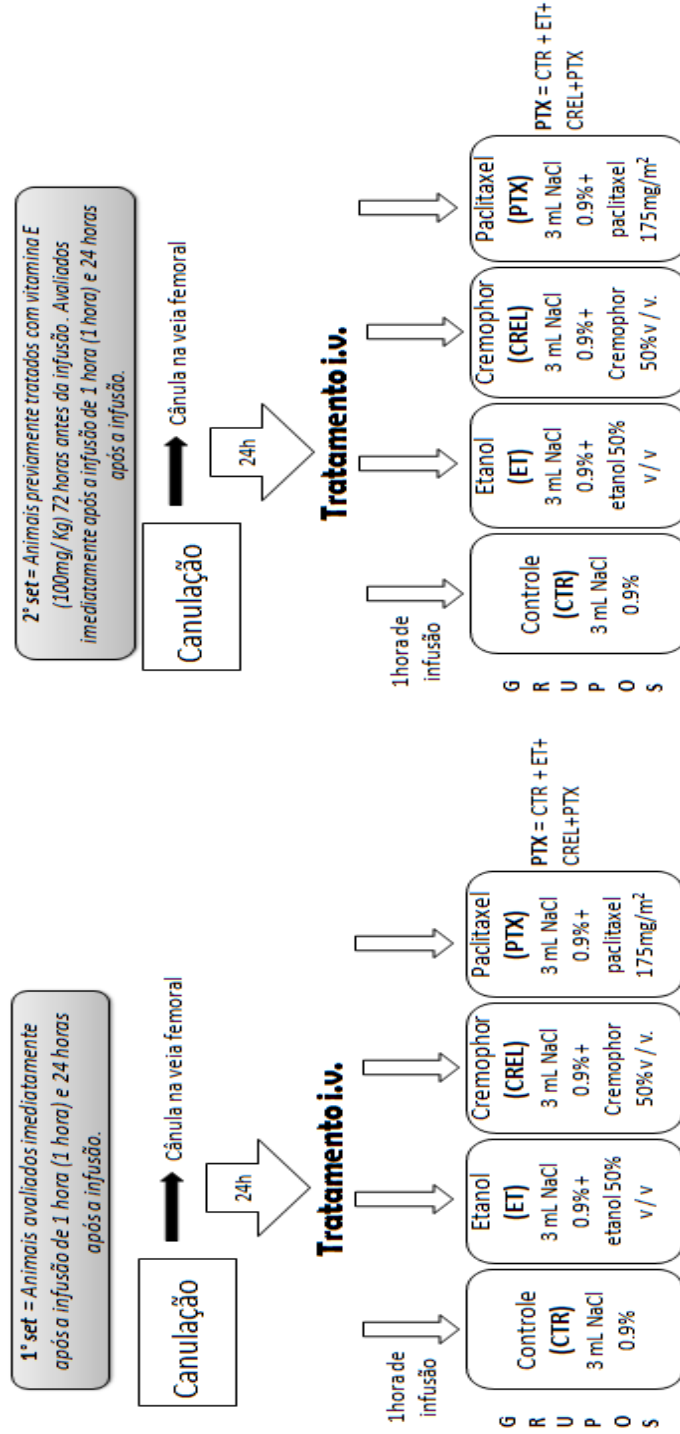 1° set = Animais avaliados imediatamente
após a infusão de 1 hora (1 hora) e 24 horas
após a infusão.
Canulação
Cânula na veia femoral
24h
Tratamento i.v.
1hora de
infusão
G
R
U
P
O
S
Controle
(CTR)
3 mL NaCl
0.9%
Etanol
(ET)
3 mL NaCl
0.9% +
etanol 50%
v / v
Cremophor
(CREL)
3 mL NaCl
0.9% +
Cremophor
50% v / v.
Paclitaxel
(PTX)
3 mL NaCl
0.9% +
paclitaxel
175mg/m²
PTX = CTR + ET+
CREL+PTX
2° set = Animais previamente tratados com vitamina E
(100mg/ Kg) 72 horas antes da infusão . Avaliados
imediatamente após a infusão de 1 hora (1 hora) e 24 horas
após a infusão.
Canulação
Cânula na veia femoral
24h
Tratamento i.v.
1hora de
infusão
G
R
U
P
O
S
Controle
(CTR)
3 mL NaCl
0.9%
Etanol
(ET)
3 mL NaCl
0.9% +
etanol 50%
v / v
Cremophor
(CREL)
3 mL NaCl
0.9% +
Cremophor
50% v / v.
Paclitaxel
(PTX)
3 mL NaCl
0.9% +
paclitaxel
175mg/m²
PTX = CTR + ET+
CREL+PTX